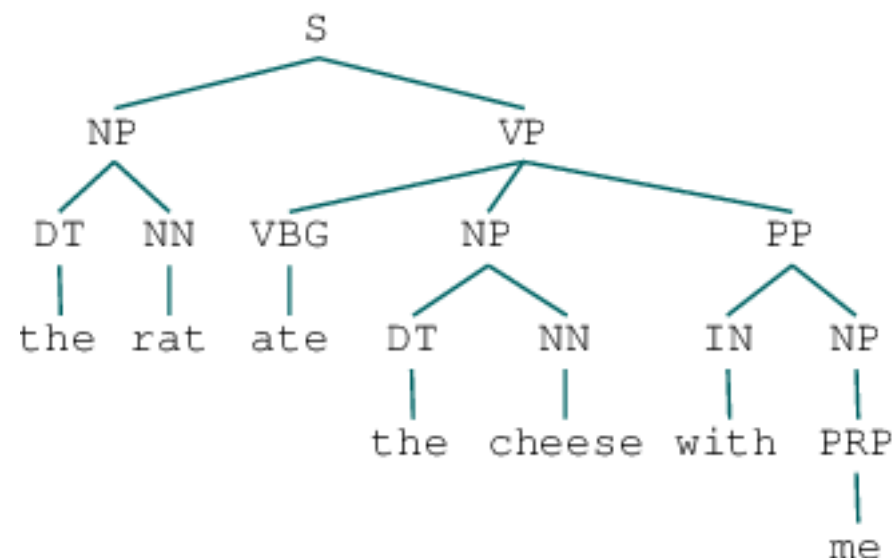 S
NP VP
DT NN VBG NP PP
the rat ate DT NN IN NP
the cheese with PRP
me